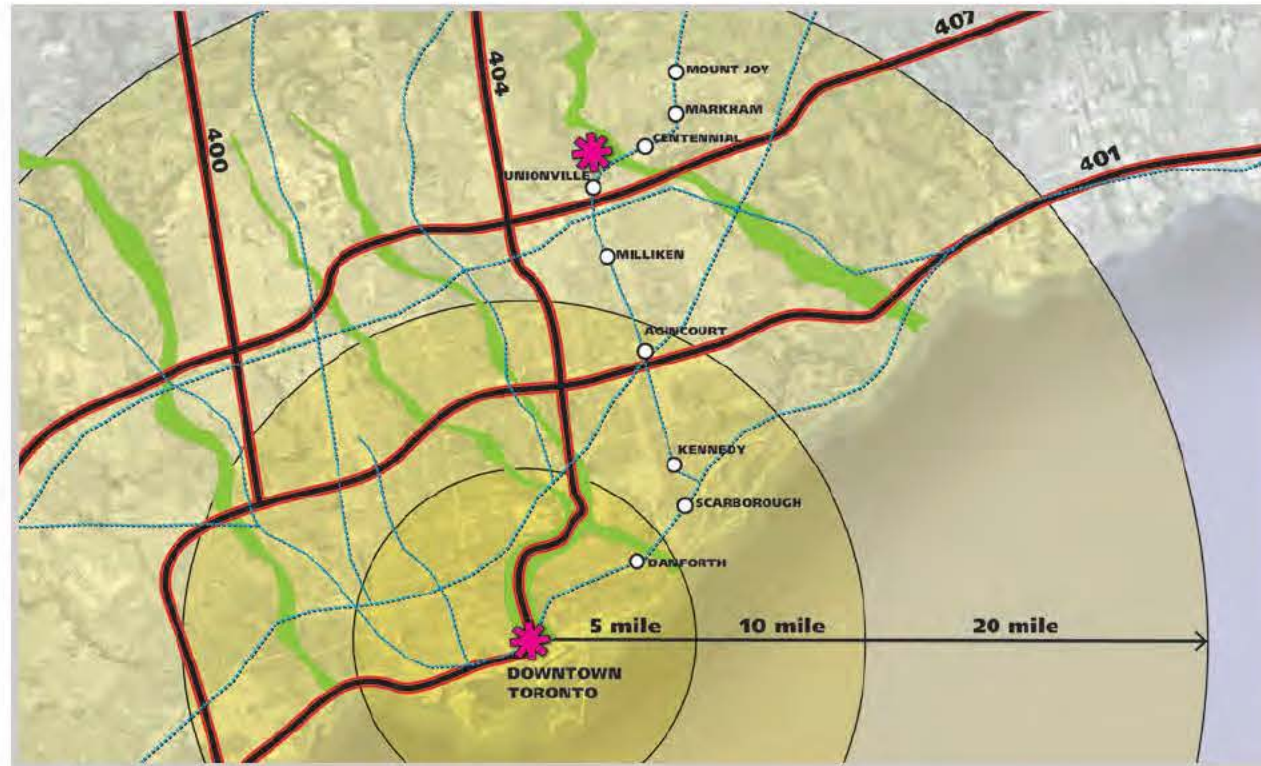 407
404
400
MOUNT JOY
MARKHAM
CENTENNIAL
401
UNIONVILLE
MILLIKEN
AGINCOURT
KENNEDY
SCARBOROUGH
DANFORTH
5 mile
10 mile
20 mile
DOWNTOWN
TORONTO